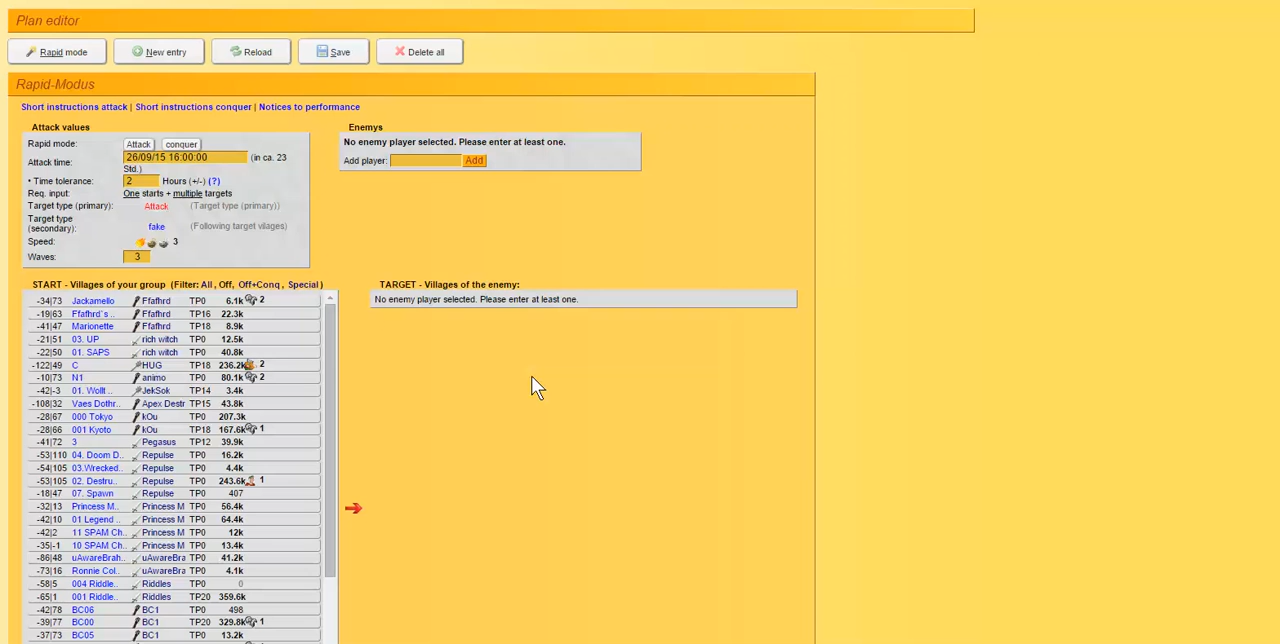 Plan editor
Rapid mode New entry Reload Save Delete all
Rapid-Modus
Short instructions attack | Short instructions conquer | Notices to performance
Attack values
Rapid mode: Attack conquer
Attack time: 26/09/15 16:00:00 (in ca. 23 Std.)
• Time tolerance: 2 Hours (+/-) (?)
Req. input: One starts + multiple targets
Target type (primary): Attack (Target type (primary))
Target type (secondary): fake (Following target vilages)
Speed: 3
Waves: 3
Enemys
No enemy player selected. Please enter at least one.
Add player: Add
START - Villages of your group (Filter: All, Off, Off+Conq, Special)
-34|73 Jackamello Ffafhrd TP0 6.1k 2
-19|63 Ffafhrd`s .. Ffafhrd TP16 22.3k
-41|47 Marionette Ffafhrd TP18 8.9k
-21|51 03. UP rich witch TP0 12.5k
-22|50 01. SAPS rich witch TP0 40.8k
-122|49 C HUG TP18 236.2k 2
-10|73 N1 animo TP0 80.1k 2
-42|-3 01. Wollt .. JekSok TP14 3.4k
-108|32 Vaes Dothr.. Apex Destr TP15 43.8k
-28|67 000 Tokyo kOu TP0 207.3k
-28|66 001 Kyoto kOu TP18 167.6k 1
-41|72 3 Pegasus TP12 39.9k
-53|110 04. Doom D.. Repulse TP0 16.2k
-54|105 03.Wrecked.. Repulse TP0 4.4k
-53|105 02. Destru.. Repulse TP0 243.6k 1
-18|47 07. Spawn Repulse TP0 407
-32|13 Princess M.. Princess M TP0 56.4k
-42|10 01 Legend .. Princess M TP0 64.4k
-42|2 11 SPAM Ch.. Princess M TP0 12k
-35|-1 10 SPAM Ch.. Princess M TP0 13.4k
-86|48 uAwareBrah.. uAwareBra TP0 41.2k
-73|16 Ronnie Col.. uAwareBra TP0 4.1k
-58|5 004 Riddle.. Riddles TP0 0
-65|1 001 Riddle.. Riddles TP20 359.6k
-42|78 BC06 BC1 TP0 498
-39|77 BC00 BC1 TP20 329.8k 1
-37|73 BC05 BC1 TP0 13.2k
TARGET - Villages of the enemy:
No enemy player selected. Please enter at least one.